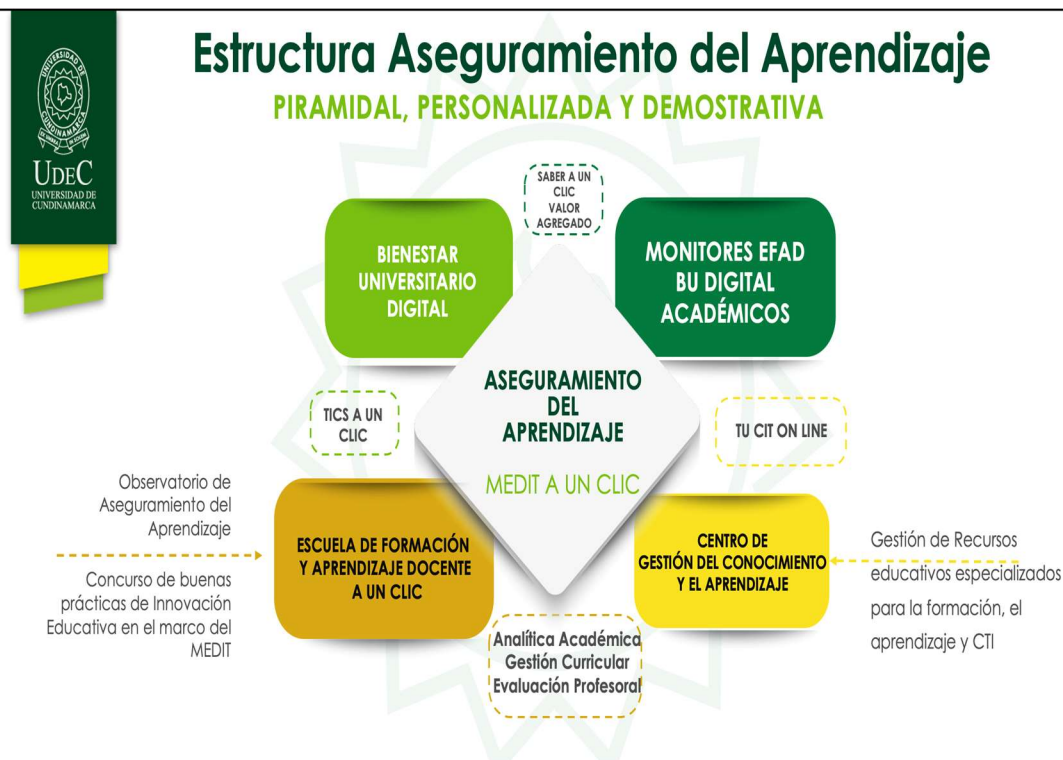 Estructura Aseguramiento del Aprendizaje
PIRAMIDAL, PERSONALIZADA Y DEMOSTRATIVA
UNIVERSIDAD DE
CUNDINAMARCA
UDEC
UNIVERSIDAD DE
CUNDINAMARCA
SABER A UN
CLIC
VALOR
AGREGADO
BIENESTAR
UNIVERSITARIO
DIGITAL
MONITORES EFAD
BU DIGITAL
ACADÉMICOS
ASEGURAMIENTO
DEL
APRENDIZAJE
MEDIT A UN CLIC
TICS A UN
CLIC
TU CIT ON LINE
Observatorio de
Aseguramiento del
Aprendizaje
Concurso de buenas
prácticas de Innovación
Educativa en el marco del
MEDIT
ESCUELA DE FORMACIÓN
Y APRENDIZAJE DOCENTE
A UN CLIC
CENTRO DE
GESTIÓN DEL CONOCIMIENTO
Y EL APRENDIZAJE
Gestión de Recursos
educativos especializados
para la formación, el
aprendizaje y CTI
Analítica Académica
Gestión Curricular
Evaluación Profesoral